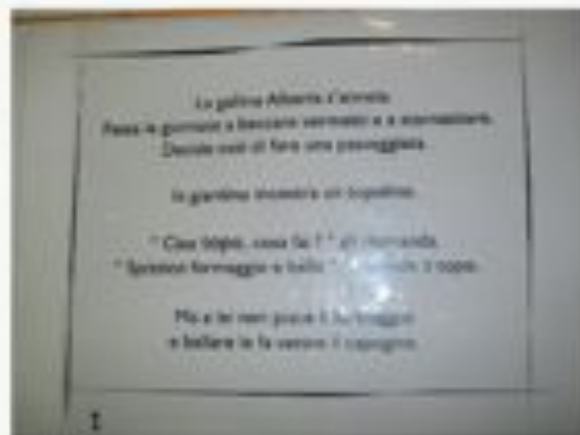 La gallina Alberta s'annoia.
Passa le giornate a beccare vermetti e a
Decide così di fare una passeggiata.
In giardino incontra un topolino.
" Ciao topo, cosa fai ? " gli domanda.
" formaggio e ballo " il topo.
Ma a lei non piace il formaggio
e ballare le fa venire il capogiro.